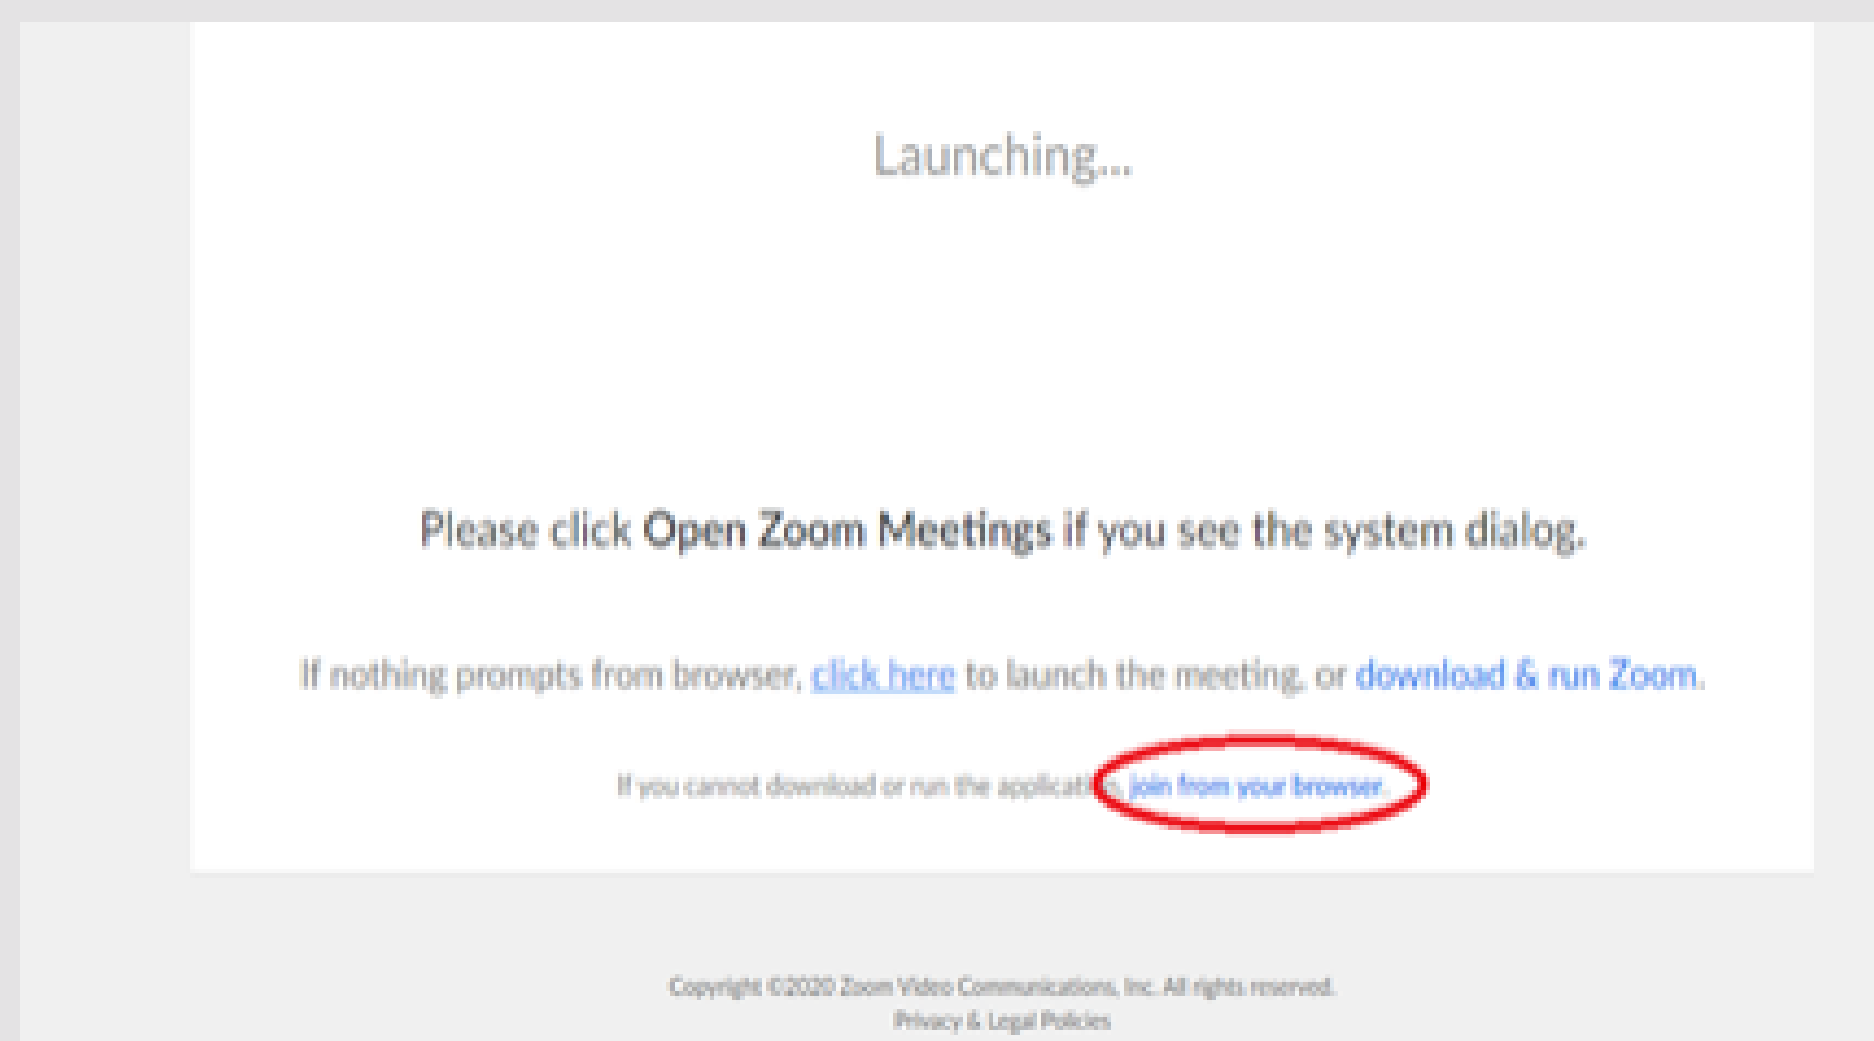 Launching...
Please click Open Zoom Meetings if you see the system dialog.
If nothing prompts from browser, click here to launch the meeting, or download & run Zoom.
If you cannot download or run the applicati , join from your browser.
Copyright ©2020 Zoom Video Communications, Inc. All rights reserved.
Privacy & Legal Policies